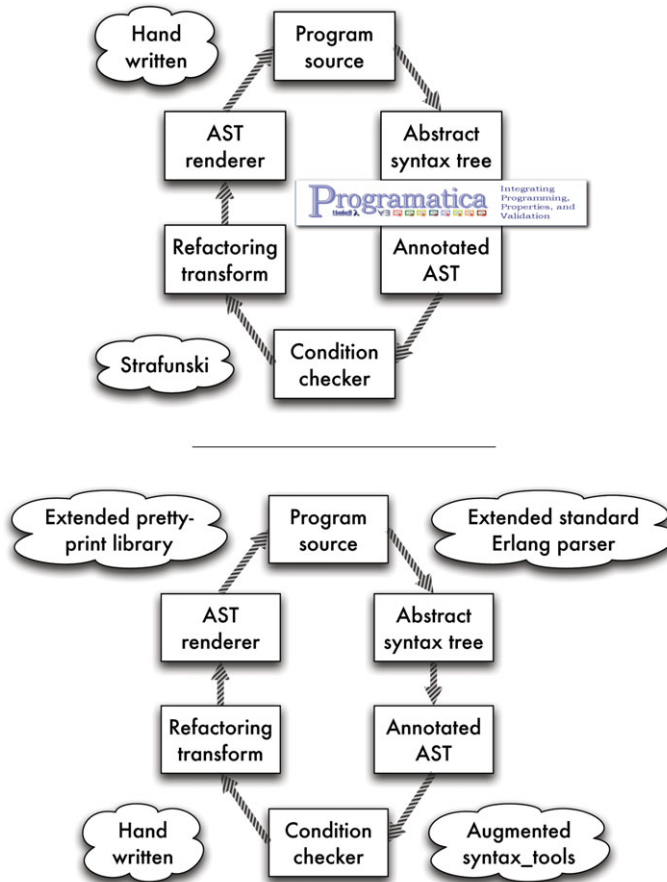 Hand
written
Program
source
AST
renderer
Abstract
syntax tree
Programatica
Integrating
Programming,
Properties, and
Validation
Refactoring
transform
Annotated
AST
Strafunski
Condition
checker
Extended pretty-
print library
Program
source
Extended standard
Erlang parser
AST
renderer
Abstract
syntax tree
Refactoring
transform
Annotated
AST
Hand
written
Condition
checker
Augmented
syntax_tools